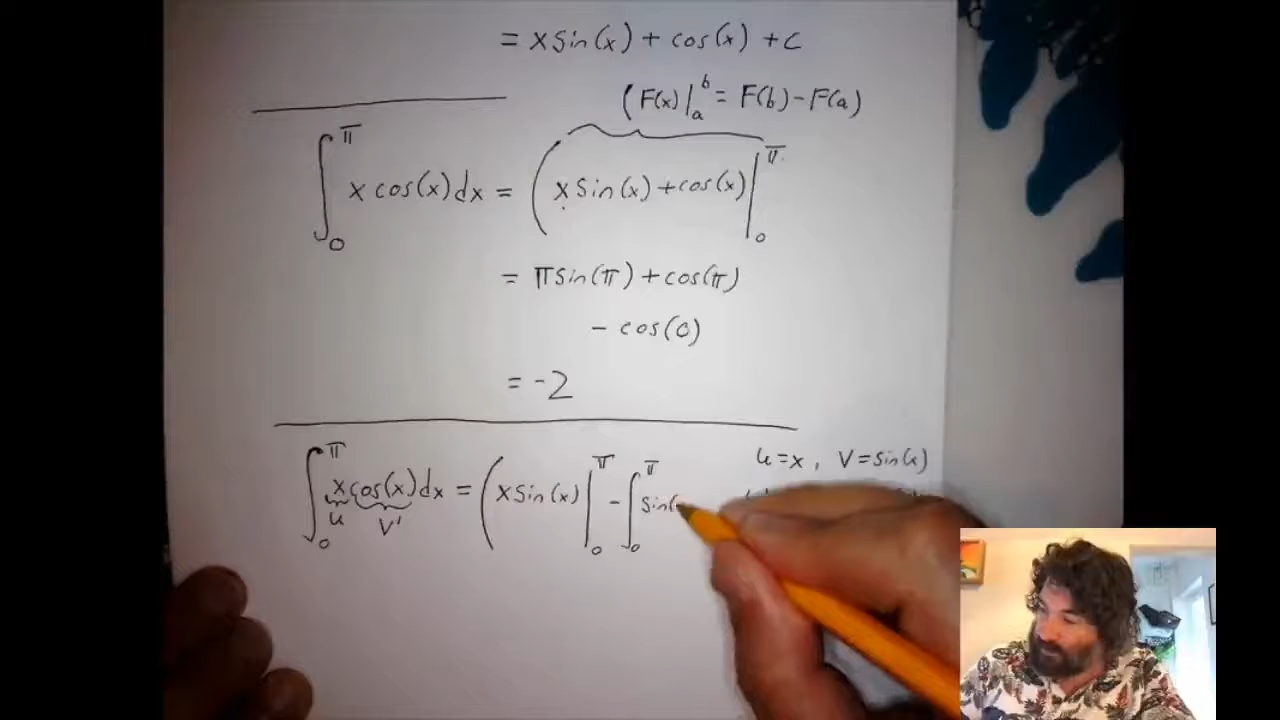 = x sin(x) + cos(x) + c
(F(x)|_a^b = F(b) - F(a)
∫_0^π x cos(x) dx = (x sin(x) + cos(x)|_0^π
= π sin(π) + cos(π)
- cos(0)
= -2
u = x , v = sin(x)
∫_0^π x cos(x) dx = (x sin(x)|_0^π - ∫_0^π sin(
u v'